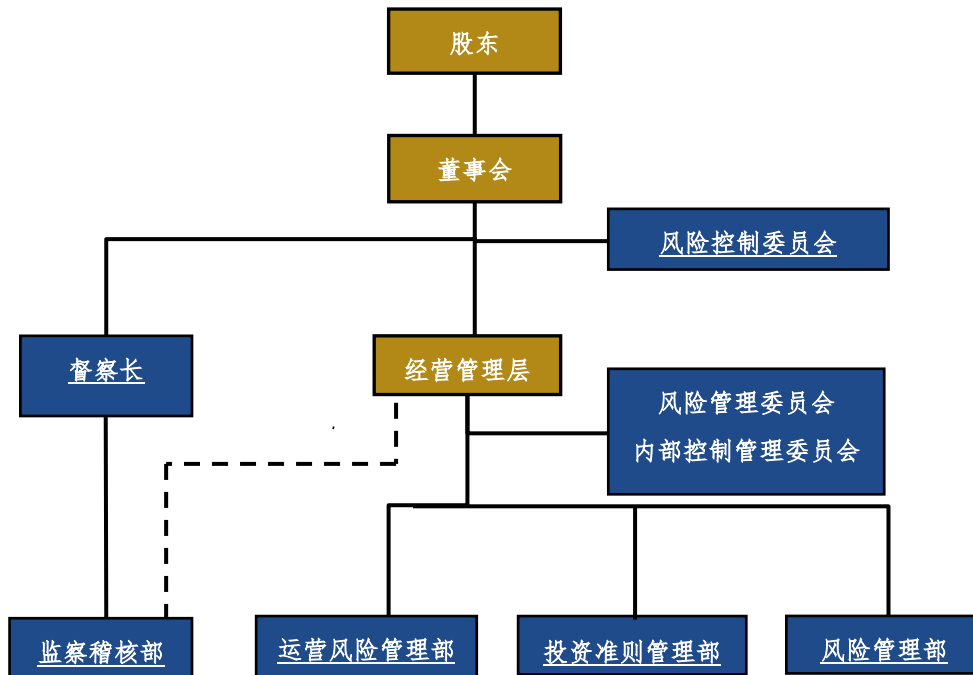 股东
董事会
风险控制委员会
督察长
经营管理层
风险管理委员会
内部控制管理委员会
监察稽核部
运营风险管理部
投资准则管理部
风险管理部